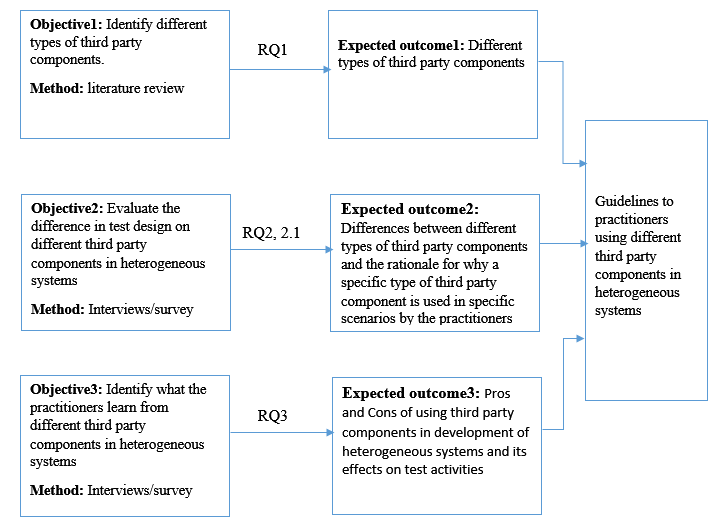 Objective1: Identify different
types of third party
components.
Method: literature review
RQ1
Expected outcome1: Different
types of third party components
Objective2: Evaluate the
difference in test design on
different third party
components in heterogeneous
systems
Method: Interviews/survey
RQ2, 2.1
Expected outcome2:
Differences between different
types of third party components
and the rationale for why a
specific type of third party
component is used in specific
scenarios by the practitioners
Objective3: Identify what the
practitioners learn from
different third party
components in heterogeneous
systems
Method: Interviews/survey
RQ3
Expected outcome3: Pros
and Cons of using third party
components in development of
heterogeneous systems and its
effects on test activities
Guidelines to
practitioners
using different
third party
components in
heterogeneous
systems